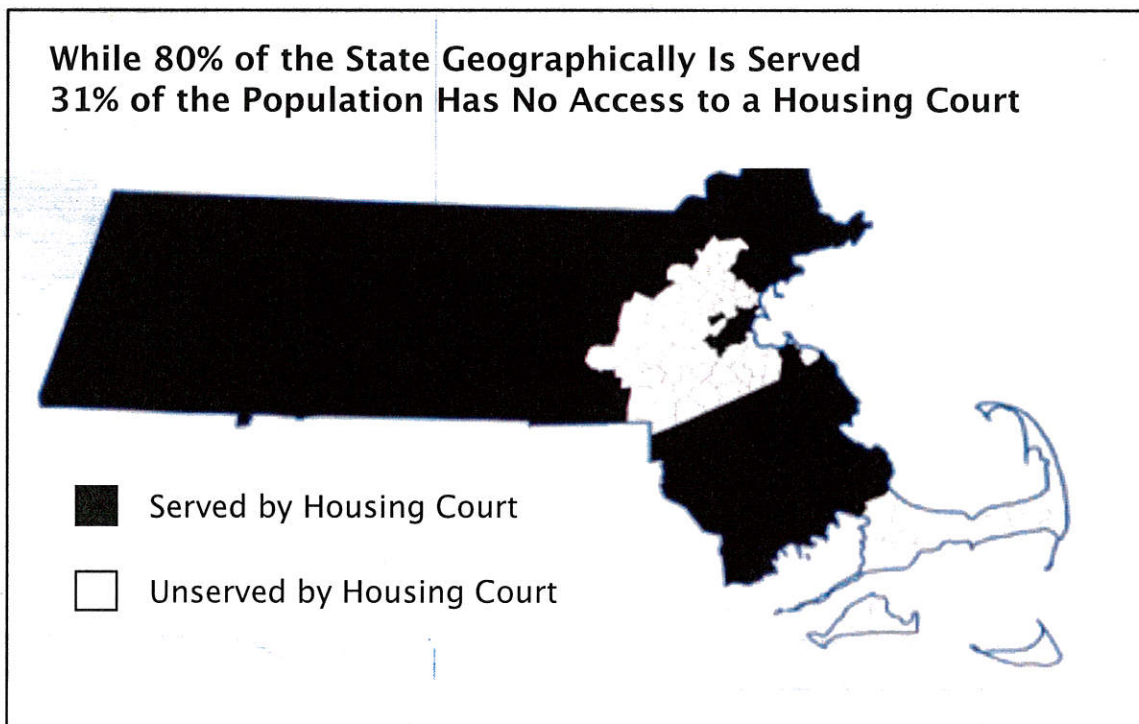 While 80% of the State Geographically Is Served
31% of the Population Has No Access to a Housing Court
Served by Housing Court
Unserved by Housing Court